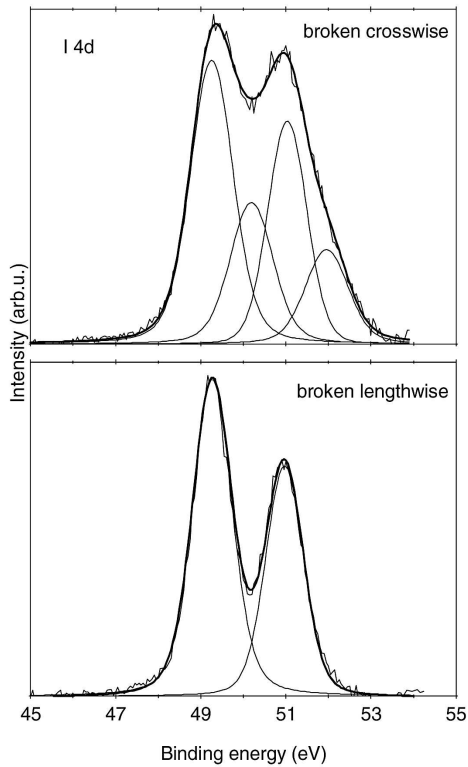 I 4d
broken crosswise
Intensity (arb.u.)
broken lengthwise
45 47 49 51 53 55
Binding energy (eV)